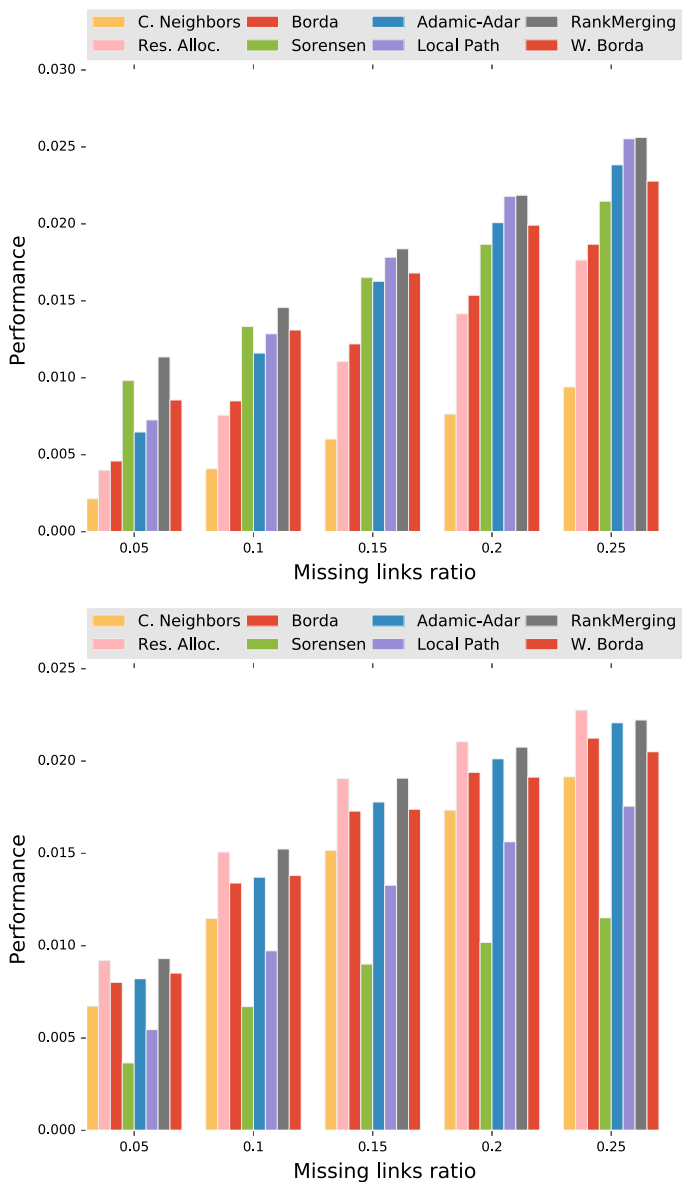 C. Neighbors Borda Adamic-Adar RankMerging
Res. Alloc. Sorensen Local Path W. Borda
0.030
0.025
0.020
0.015
0.010
0.005
0.000
Performance
0.05 0.1 0.15 0.2 0.25
Missing links ratio
C. Neighbors Borda Adamic-Adar RankMerging
Res. Alloc. Sorensen Local Path W. Borda
0.025
0.020
0.015
0.010
0.005
0.000
Performance
0.05 0.1 0.15 0.2 0.25
Missing links ratio